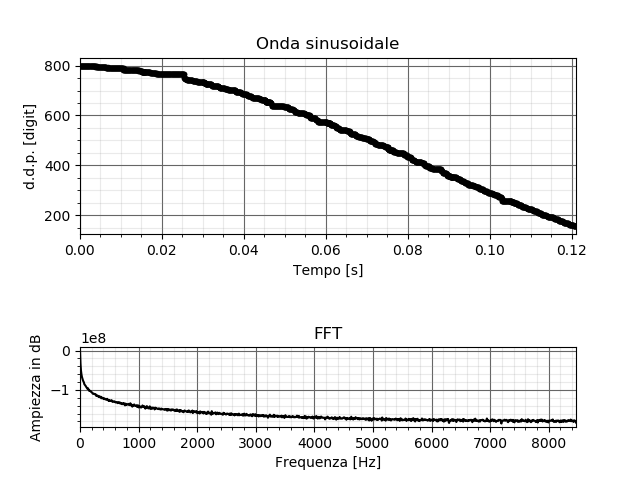 Onda sinusoidale
800
600
400
200
d.d.p. [digit]
0.00 0.02 0.04 0.06 0.08 0.10 0.12
Tempo [s]
FFT
1e8
0
−1
Ampiezza in dB
0 1000 2000 3000 4000 5000 6000 7000 8000
Frequenza [Hz]